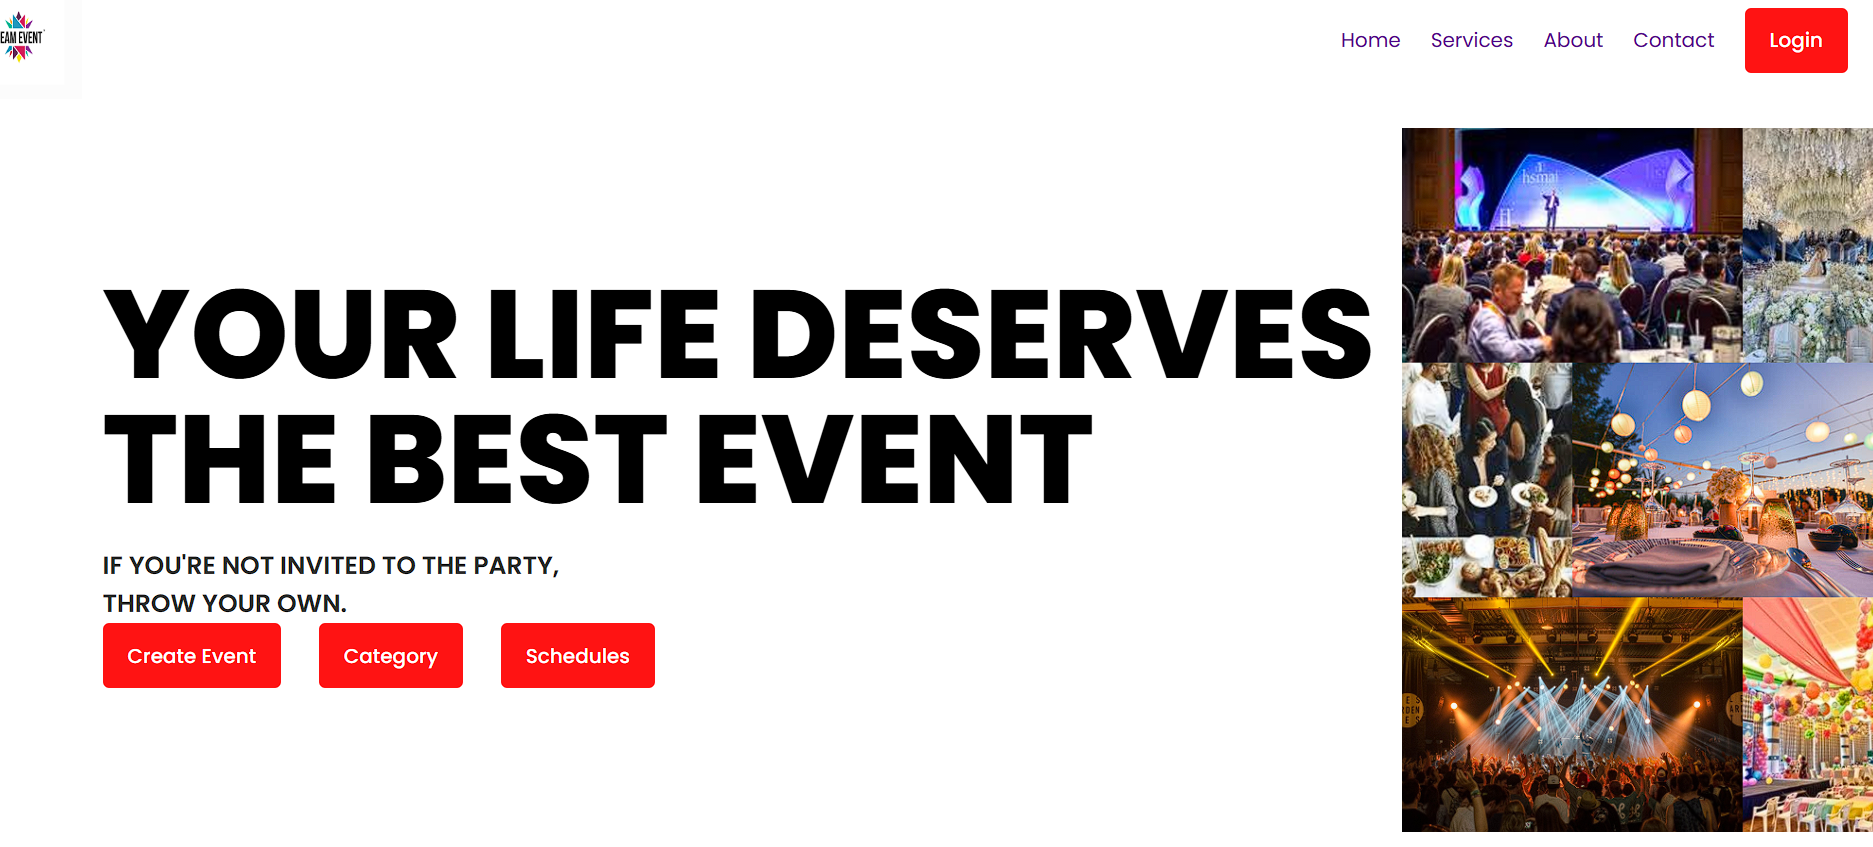 EAM EVENT
Home Services About Contact Login
YOUR LIFE DESERVES
THE BEST EVENT
IF YOU'RE NOT INVITED TO THE PARTY,
THROW YOUR OWN.
Create Event Category Schedules
hsmai